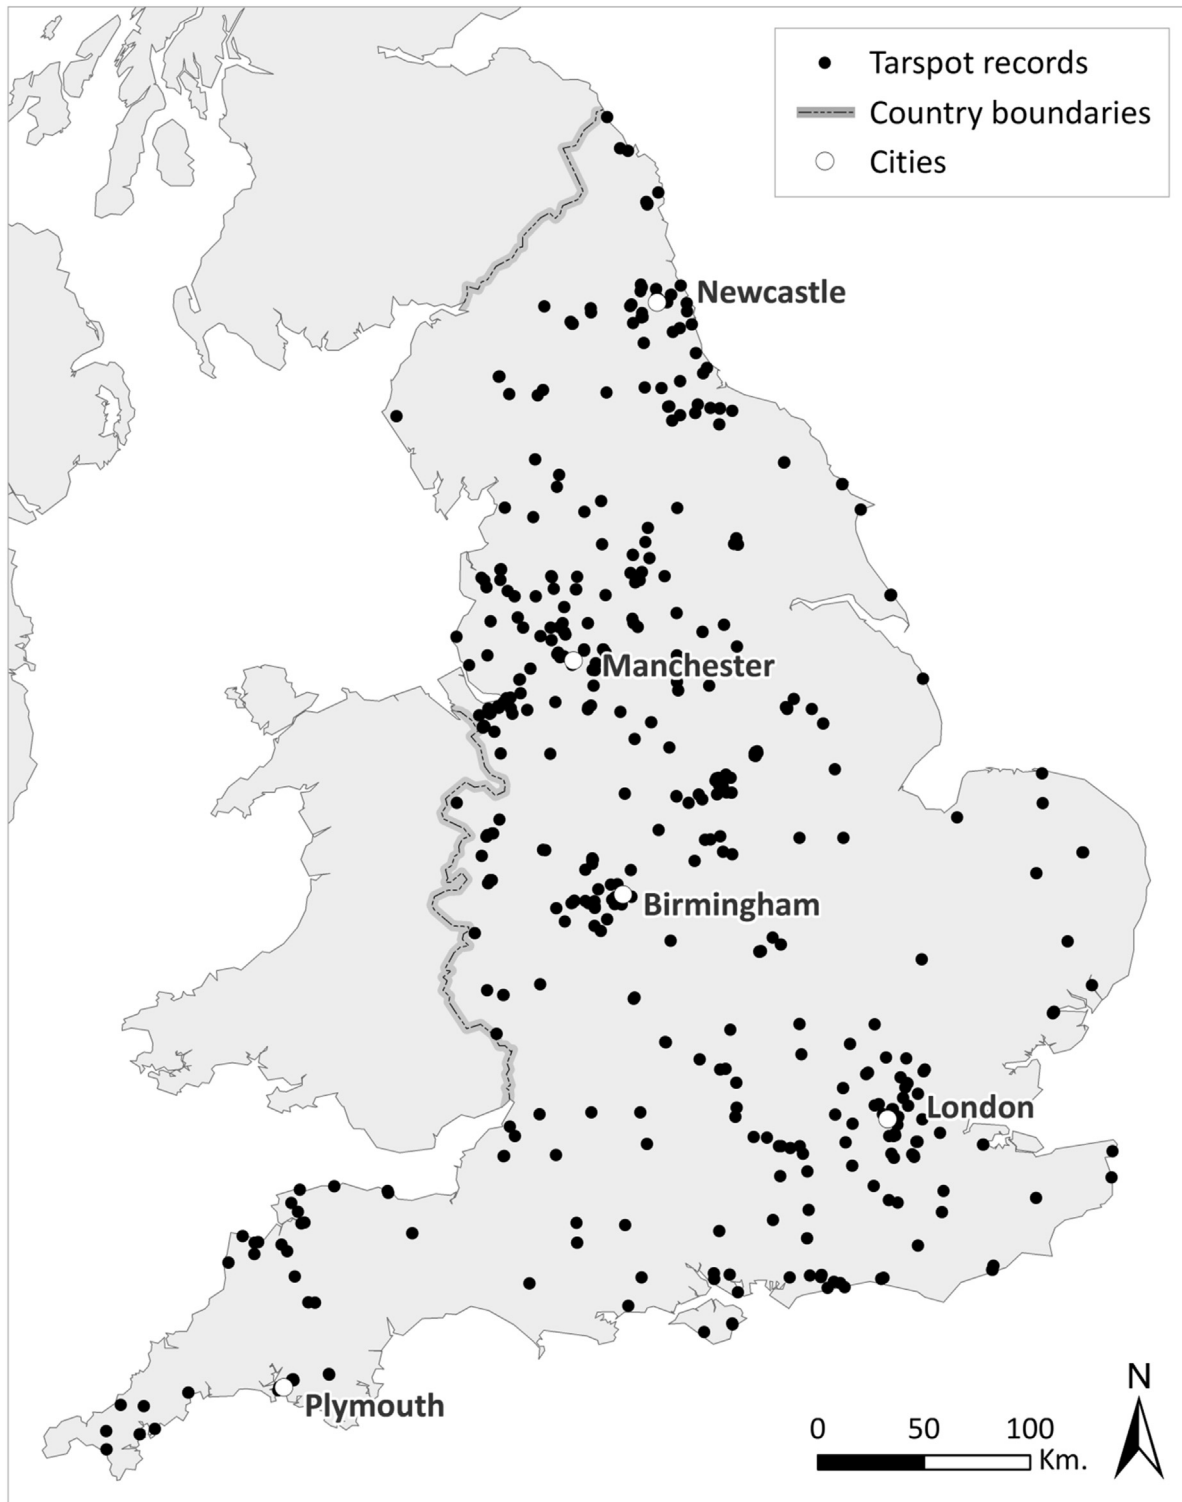 Tarspot records
Country boundaries
Cities
Newcastle
Manchester
Birmingham
London
Plymouth
N
0 50 100
Km.